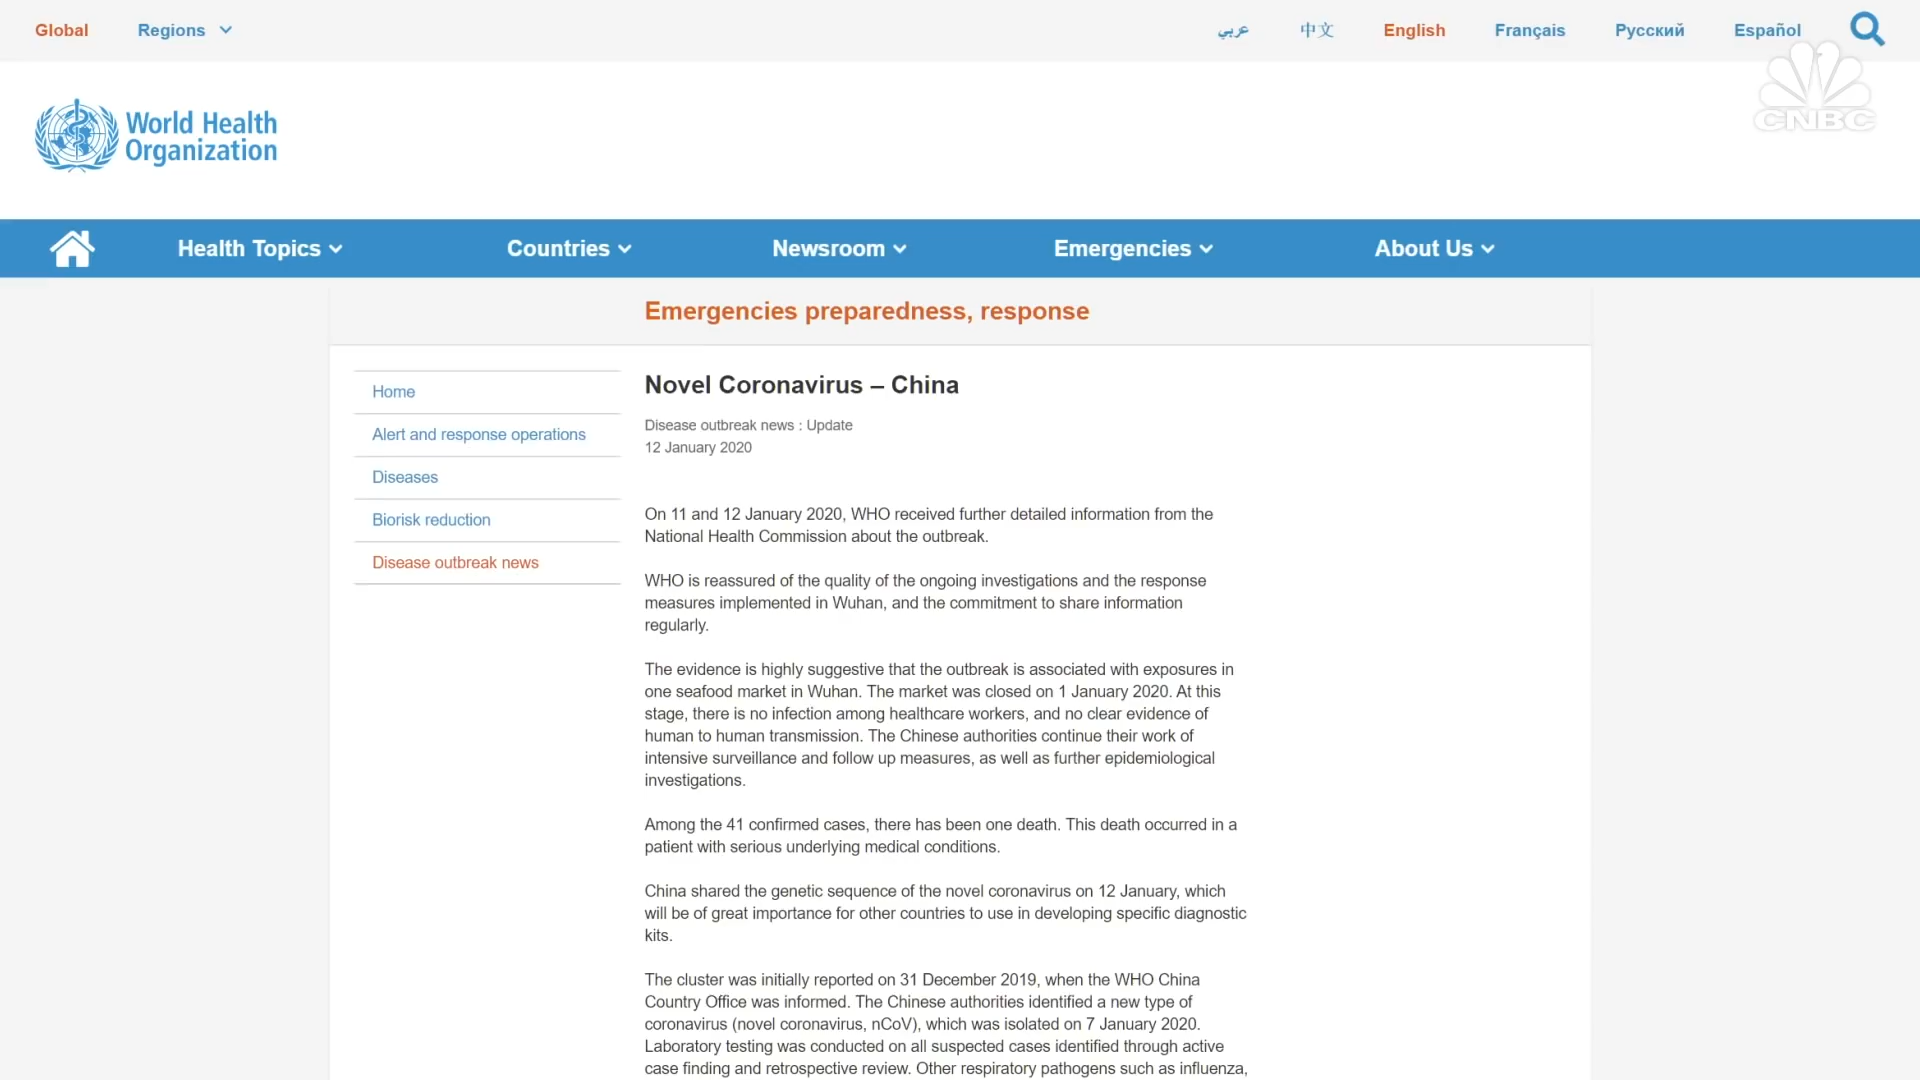 Global
Regions
عربي
中文
English
Français
Русский
Español
CNBC
World Health
Organization
Health Topics
Countries
Newsroom
Emergencies
About Us
Emergencies preparedness, response
Home
Alert and response operations
Diseases
Biorisk reduction
Disease outbreak news
Novel Coronavirus – China
Disease outbreak news : Update
12 January 2020
On 11 and 12 January 2020, WHO received further detailed information from the
National Health Commission about the outbreak.
WHO is reassured of the quality of the ongoing investigations and the response
measures implemented in Wuhan, and the commitment to share information
regularly.
The evidence is highly suggestive that the outbreak is associated with exposures in
one seafood market in Wuhan. The market was closed on 1 January 2020. At this
stage, there is no infection among healthcare workers, and no clear evidence of
human to human transmission. The Chinese authorities continue their work of
intensive surveillance and follow up measures, as well as further epidemiological
investigations.
Among the 41 confirmed cases, there has been one death. This death occurred in a
patient with serious underlying medical conditions.
China shared the genetic sequence of the novel coronavirus on 12 January, which
will be of great importance for other countries to use in developing specific diagnostic
kits.
The cluster was initially reported on 31 December 2019, when the WHO China
Country Office was informed. The Chinese authorities identified a new type of
coronavirus (novel coronavirus, nCoV), which was isolated on 7 January 2020.
Laboratory testing was conducted on all suspected cases identified through active
case finding and retrospective review. Other respiratory pathogens such as influenza,